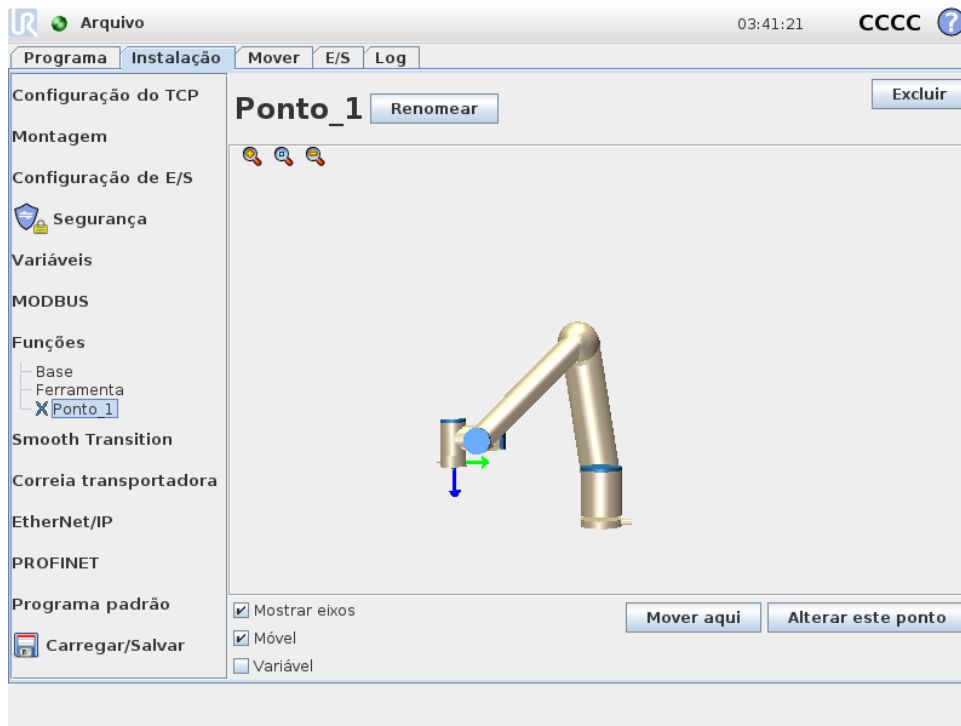 UR Arquivo 03:41:21 CCCC ?
Programa Instalação Mover E/S Log
Configuração do TCP
Montagem
Configuração de E/S
Segurança
Variáveis
MODBUS
Funções
Base
Ferramenta
Ponto_1
Smooth Transition
Correia transportadora
EtherNet/IP
PROFINET
Programa padrão
Carregar/Salvar
Ponto_1 Renomear Excluir
Mostrar eixos
Móvel
Variável
Mover aqui Alterar este ponto